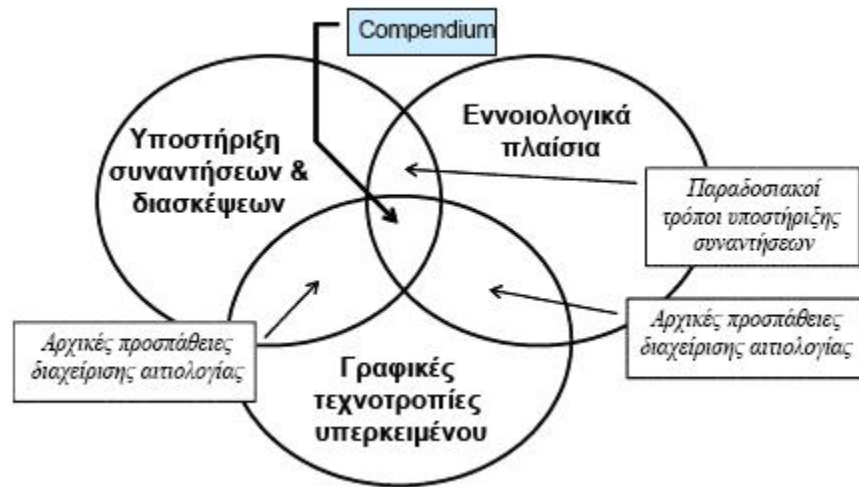 Compendium
Υποστήριξη
συναντήσεων &
διασκέψεων
Εννοιολογικά
πλαίσια
Παραδοσιακοί
τρόποι υποστήριξης
συναντήσεων
Αρχικές προσπάθειες
διαχείρισης αιτιολογίας
Αρχικές προσπάθειες
διαχείρισης αιτιολογίας
Γραφικές
τεχνοτροπίες
υπερκειμένου